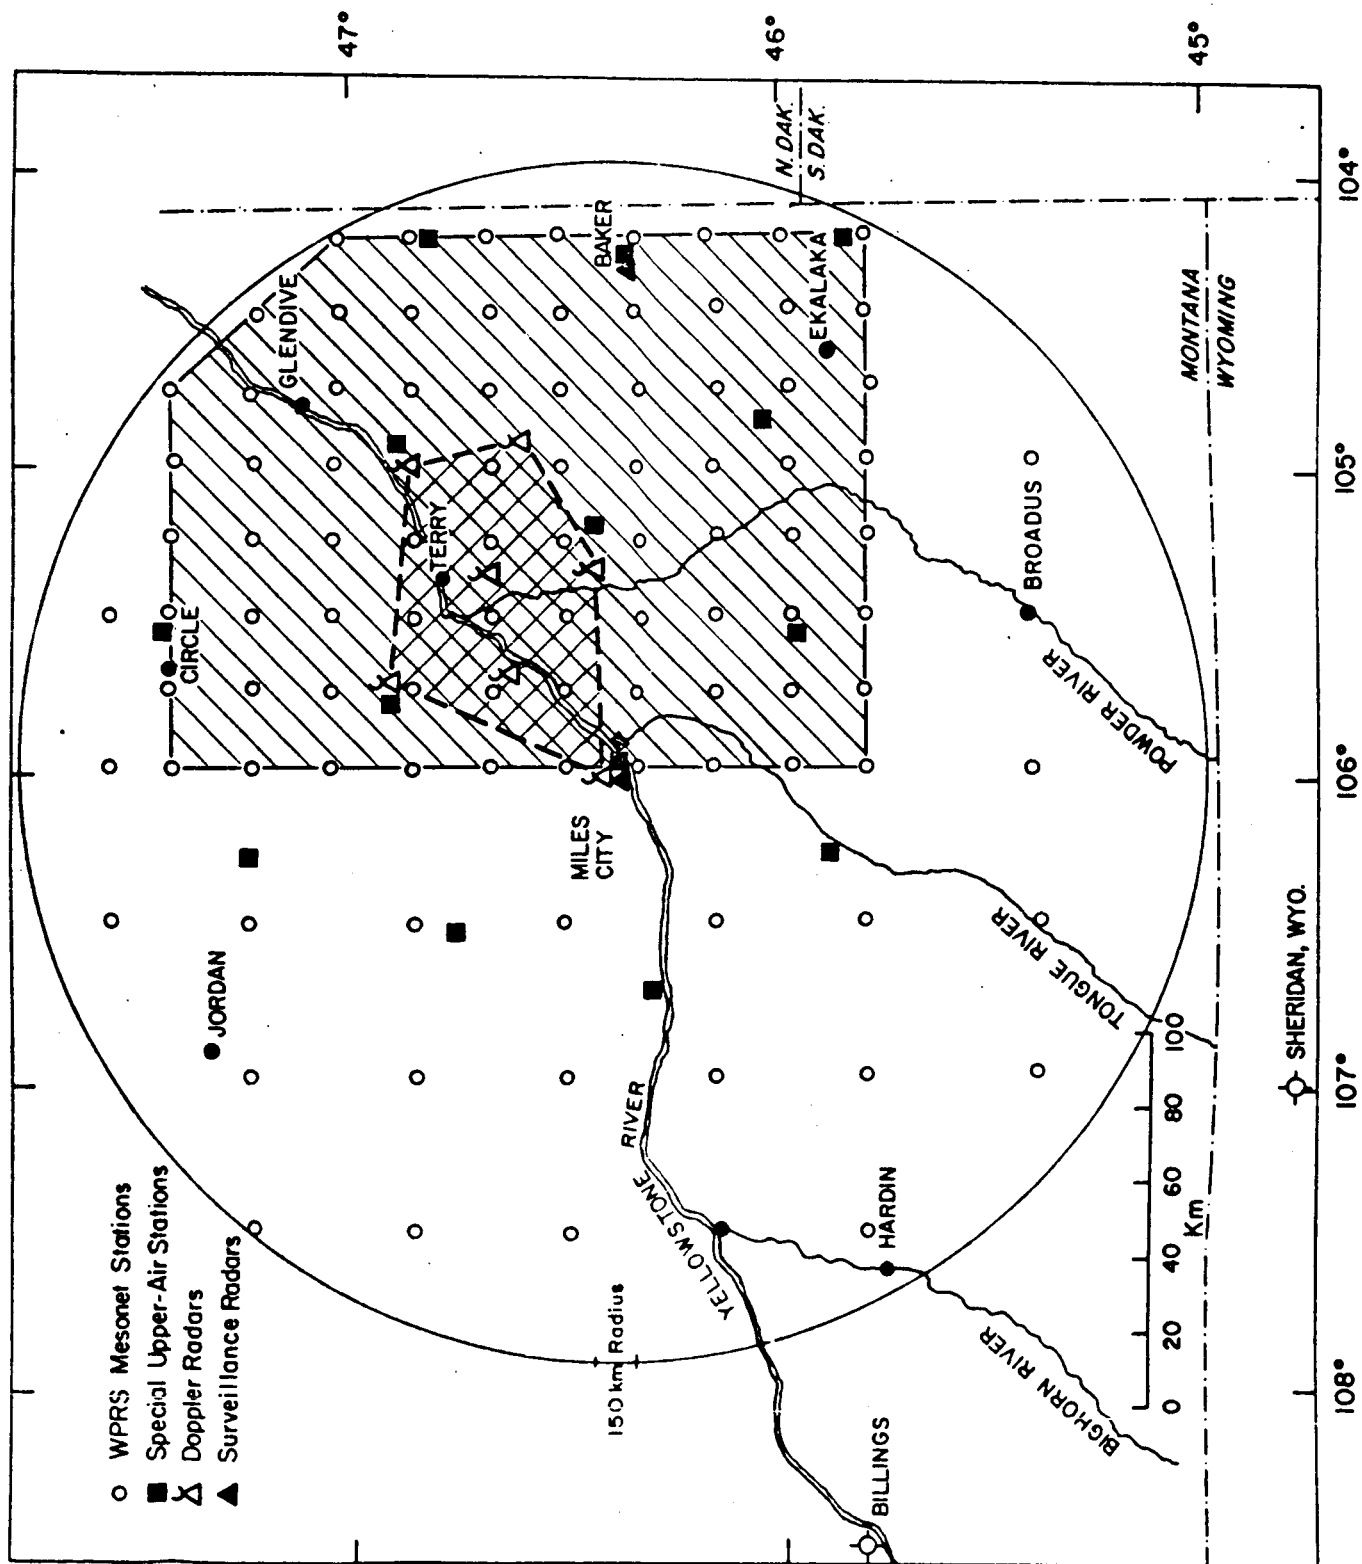 WPRS Mesonet Stations
Special Upper-Air Stations
Doppler Radars
Surveillance Radars
47°
46°
45°
N. DAK.
S. DAK.
MONTANA
WYOMING
GLENDIVE
BAKER
EKALAKA
CIRCLE
TERRY
MILES
CITY
JORDAN
BROADUS
POWDER RIVER
TONGUE RIVER
YELLOWSTONE
RIVER
BIGHORN RIVER
HARDIN
BILLINGS
SHERIDAN, WYO.
150 km Radius
0 20 40 60 80 100
Km
108° 107° 106° 105° 104°